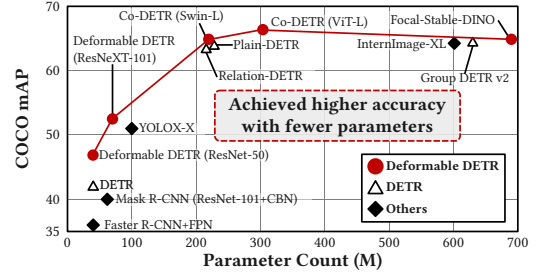 COCO mAP
70
60
50
40
30
Co-DETR (Swin-L)
Co-DETR (ViT-L)
Focal-Stable-DINO
Deformable DETR
(ResNeXT-101)
Plain-DETR
InternImage-XL
Relation-DETR
Group DETR v2
Achieved higher accuracy
with fewer parameters
YOLOX-X
Deformable DETR (ResNet-50)
DETR
Mask R-CNN (ResNet-101+CBN)
Faster R-CNN+FPN
Deformable DETR
DETR
Others
0 100 200 300 400 500 600 700
Parameter Count (M)